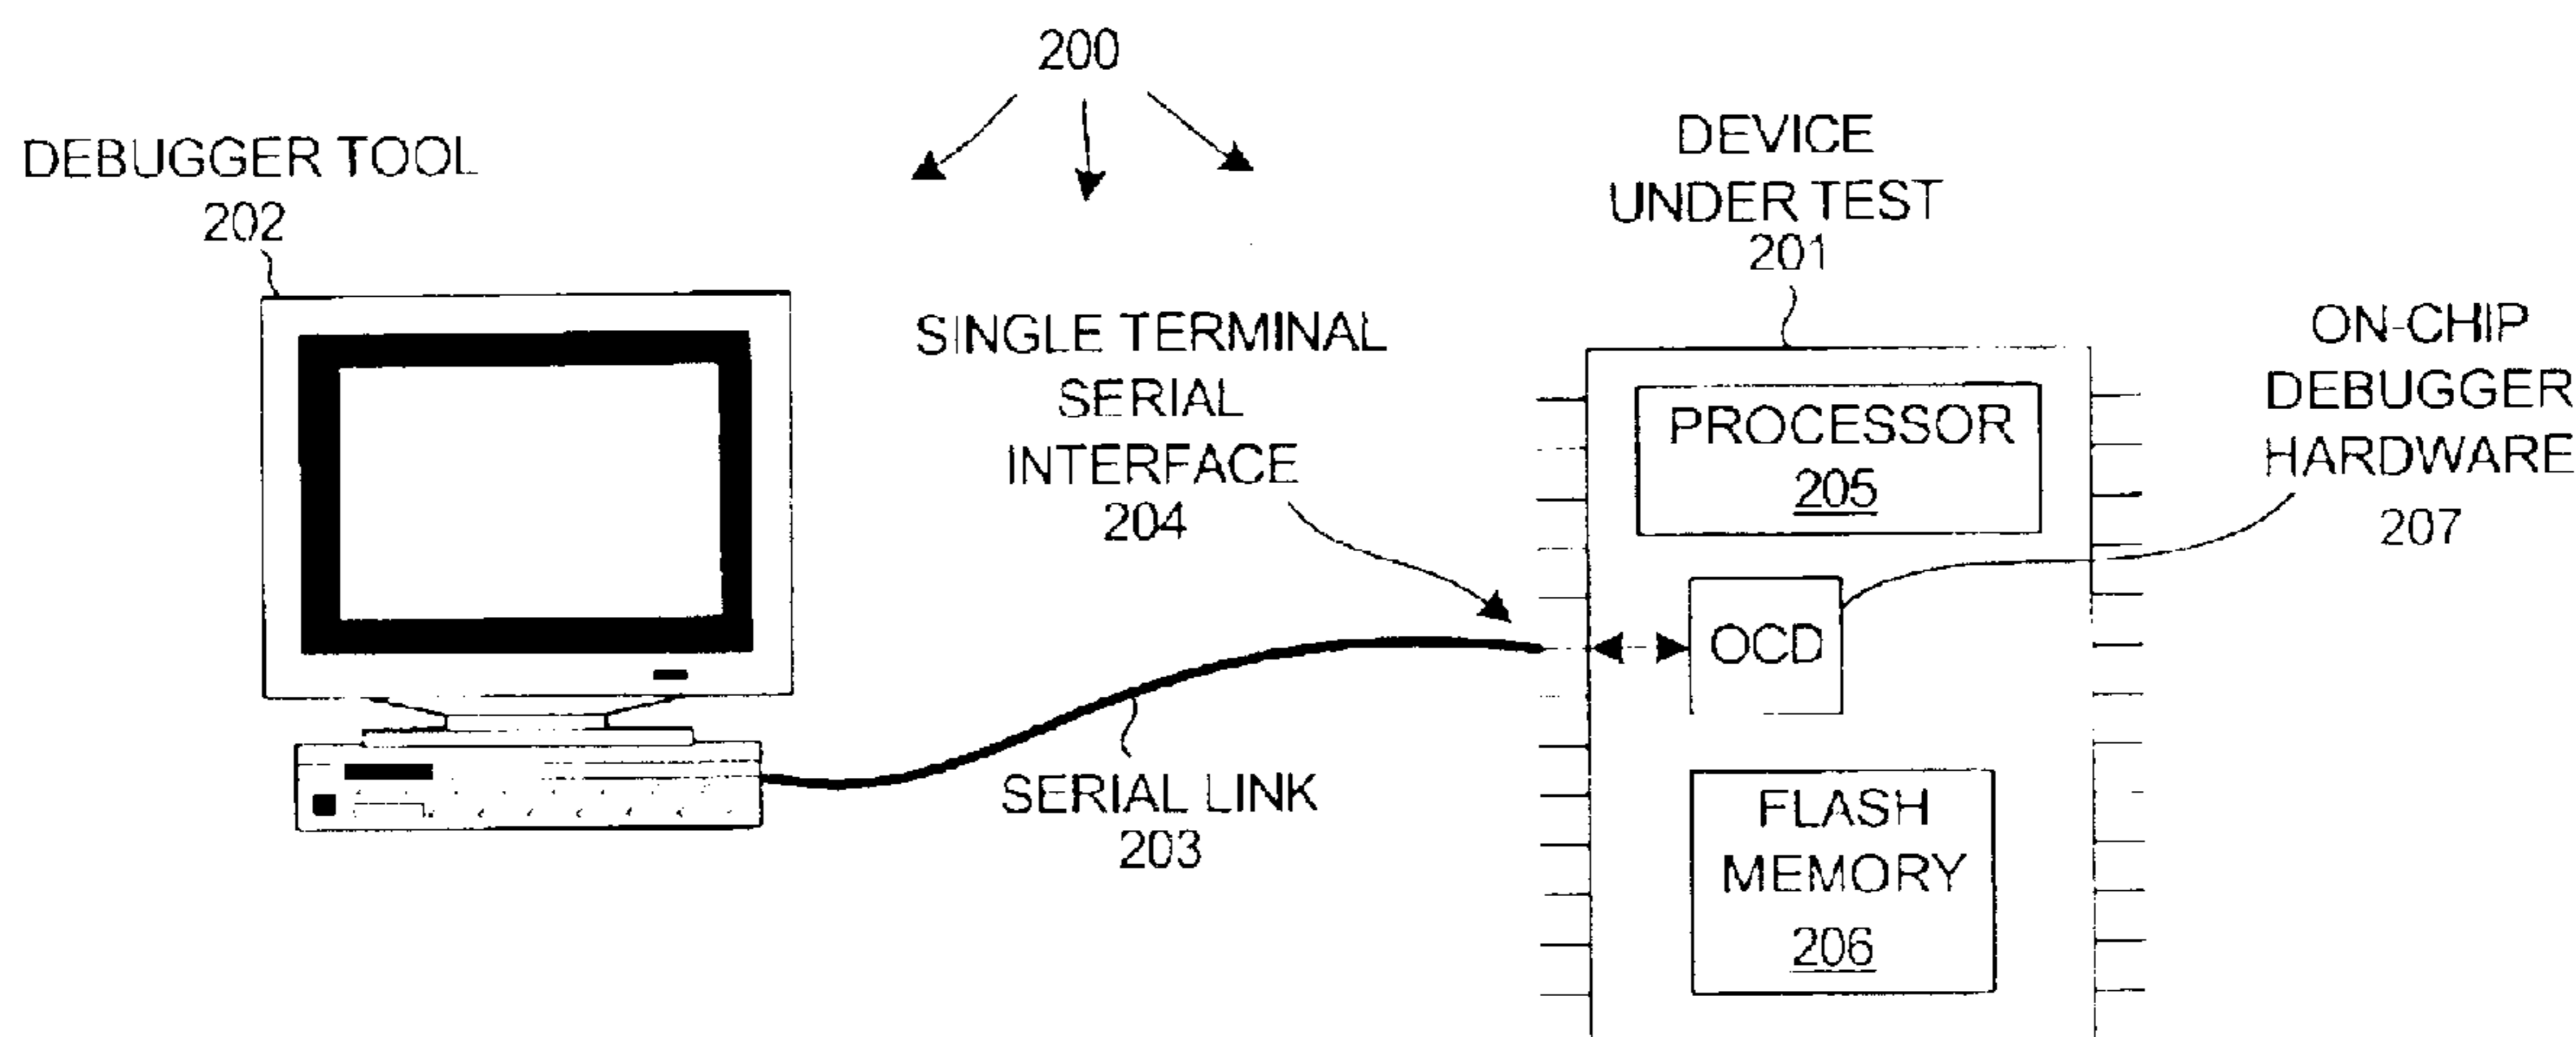 200
DEBUGGER TOOL
202
DEVICE
UNDER TEST
201
SINGLE TERMINAL
SERIAL
INTERFACE
204
ON-CHIP
DEBUGGER
HARDWARE
207
PROCESSOR
205
OCD
SERIAL LINK
203
FLASH
MEMORY
206